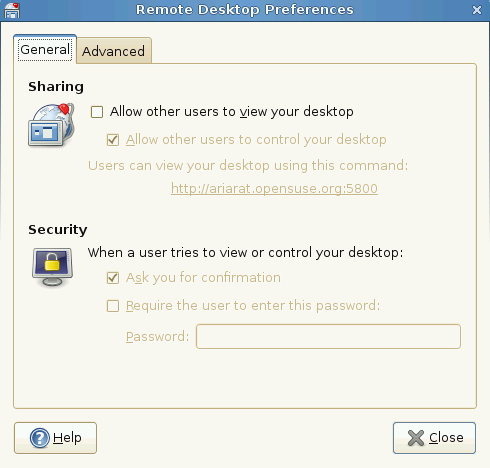 Remote Desktop Preferences
General
Advanced
Sharing
Allow other users to view your desktop
Allow other users to control your desktop
Users can view your desktop using this command:
http://ariarat.opensuse.org:5800
Security
When a user tries to view or control your desktop:
Ask you for confirmation
Require the user to enter this password:
Password:
Help
Close